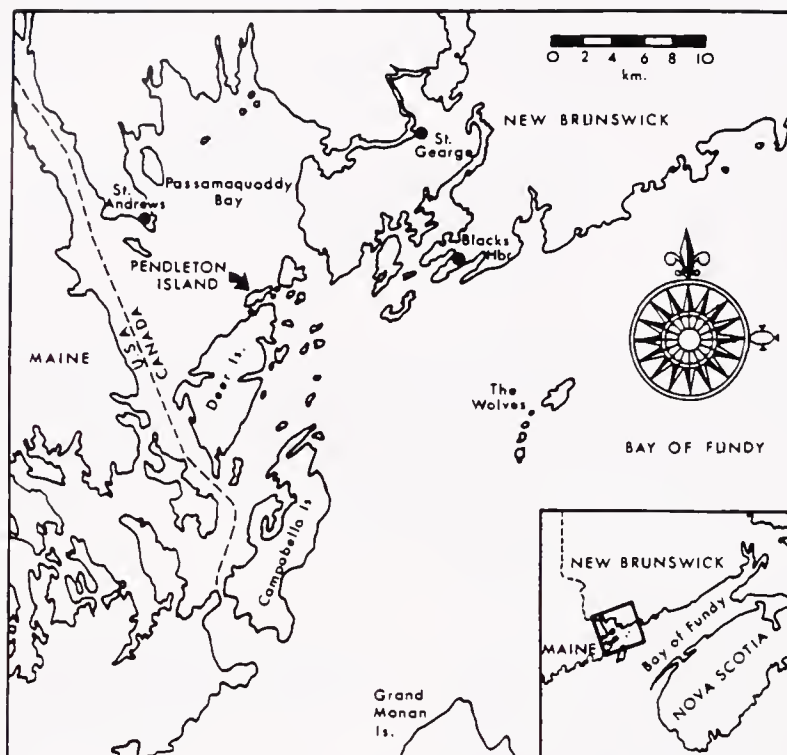 0 2 4 6 8 10
km.
NEW BRUNSWICK
St.
George
St.
Andrews
Passamaquoddy
Bay
Blacks
Hbr.
PENDLETON
ISLAND
MAINE
USA
CANADA
Deer Is.
The
Wolves
BAY OF FUNDY
Campobello Is
Grand
Manan
Is.
NEW BRUNSWICK
MAINE
Bay of Fundy
NOVA SCOTIA